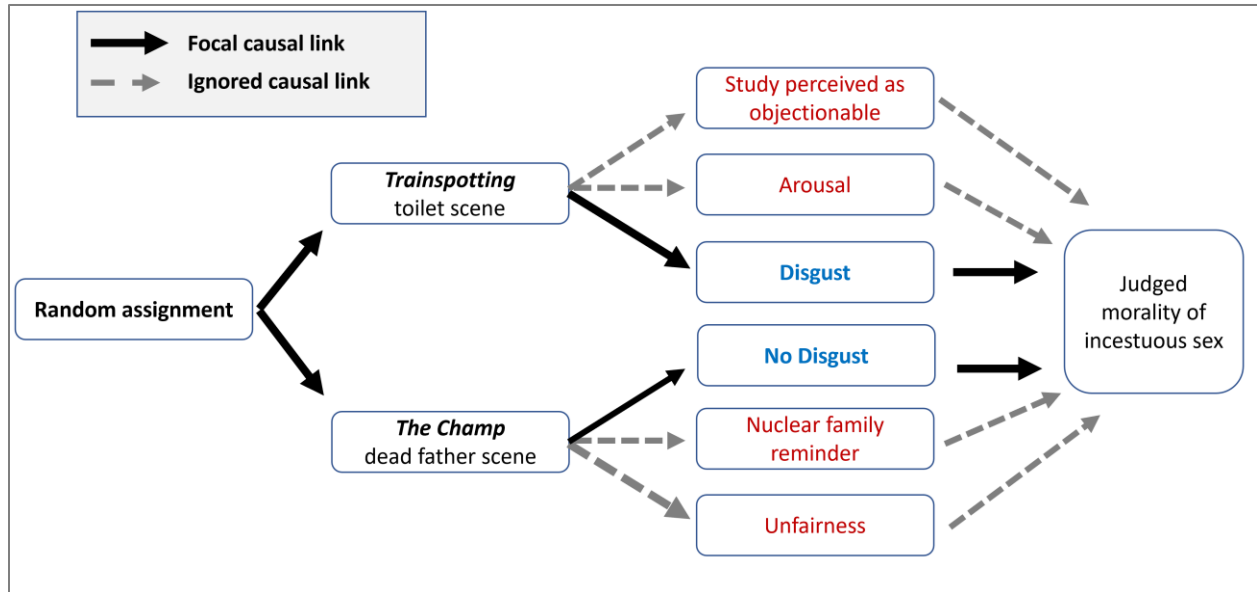 Focal causal link
Ignored causal link
Random assignment
Trainspotting
toilet scene
The Champ
dead father scene
Study perceived as
objectionable
Arousal
Disgust
No Disgust
Nuclear family
reminder
Unfairness
Judged
morality of
incestuous sex